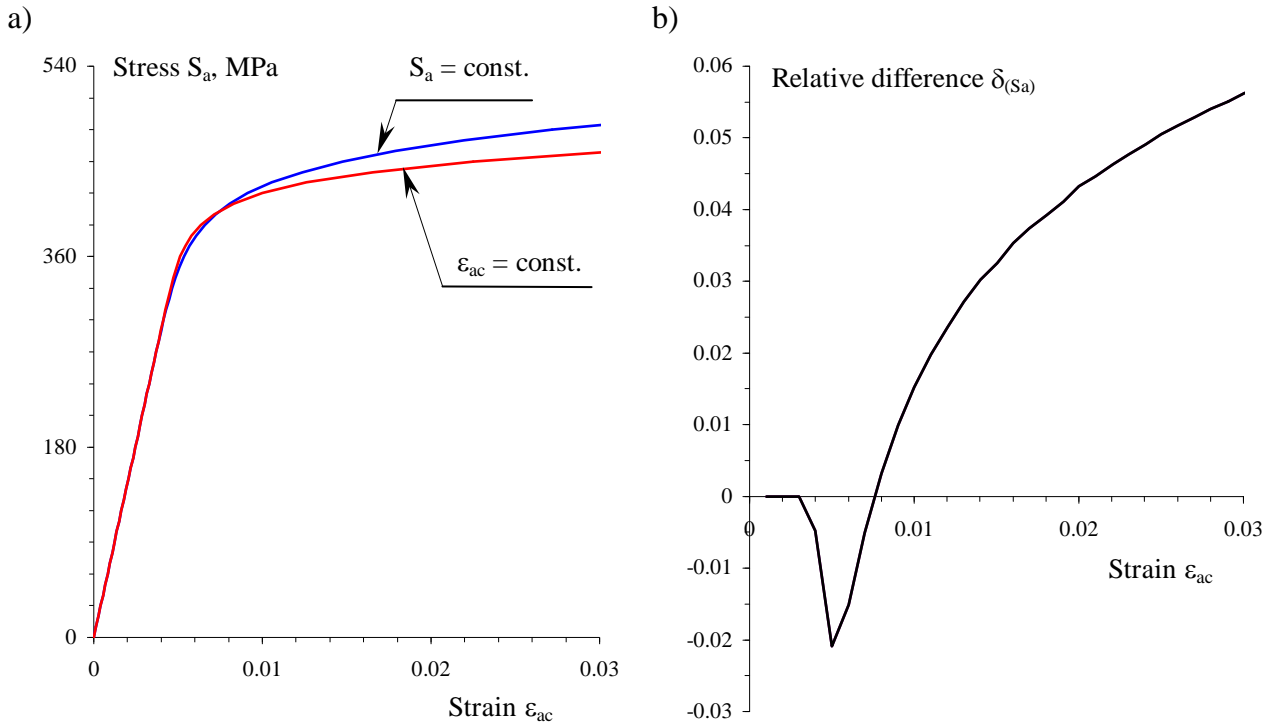 a)
540
Stress Sₐ, MPa
Sₐ = const.
360
εₐc = const.
180
0
0
0.01
0.02
0.03
Strain εₐc
b)
0.06
Relative difference δ(Sa)
0.05
0.04
0.03
0.02
0.01
0
0
0.01
0.02
0.03
Strain εₐc
-0.01
-0.02
-0.03